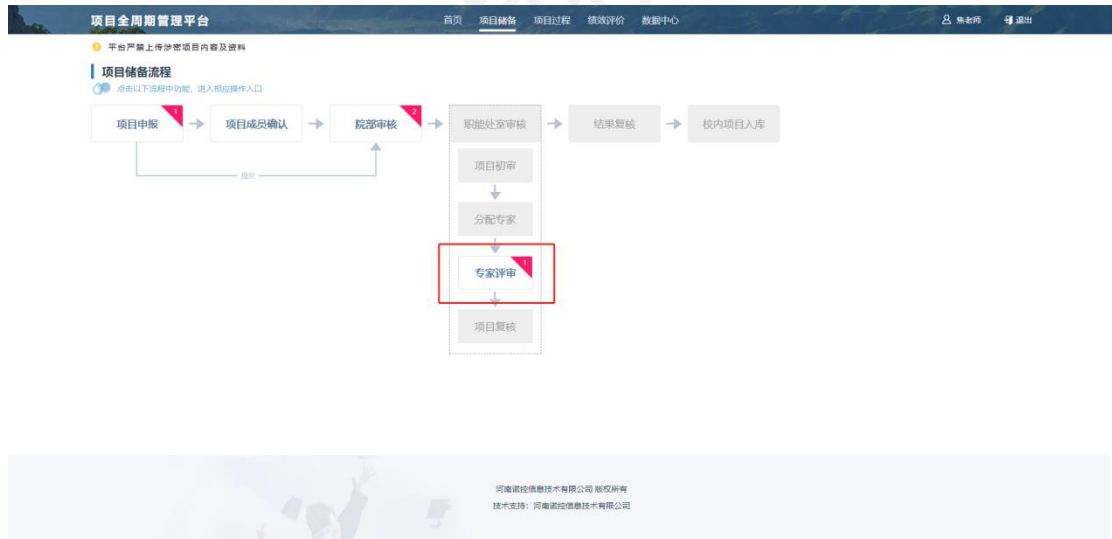 项目全周期管理平台
首页 项目储备 项目过程 绩效评价 数据中心
焦老师 退出
平台严禁上传涉密项目内容及资料
项目储备流程
点击以下流程中功能，进入相应操作入口
项目申报 1
项目成员确认
院部审核 2
职能处室审核
结果复核
校内项目入库
提交
项目初审
分配专家
专家评审 1
项目复核
河南诺控信息技术有限公司 版权所有
技术支持：河南诺控信息技术有限公司